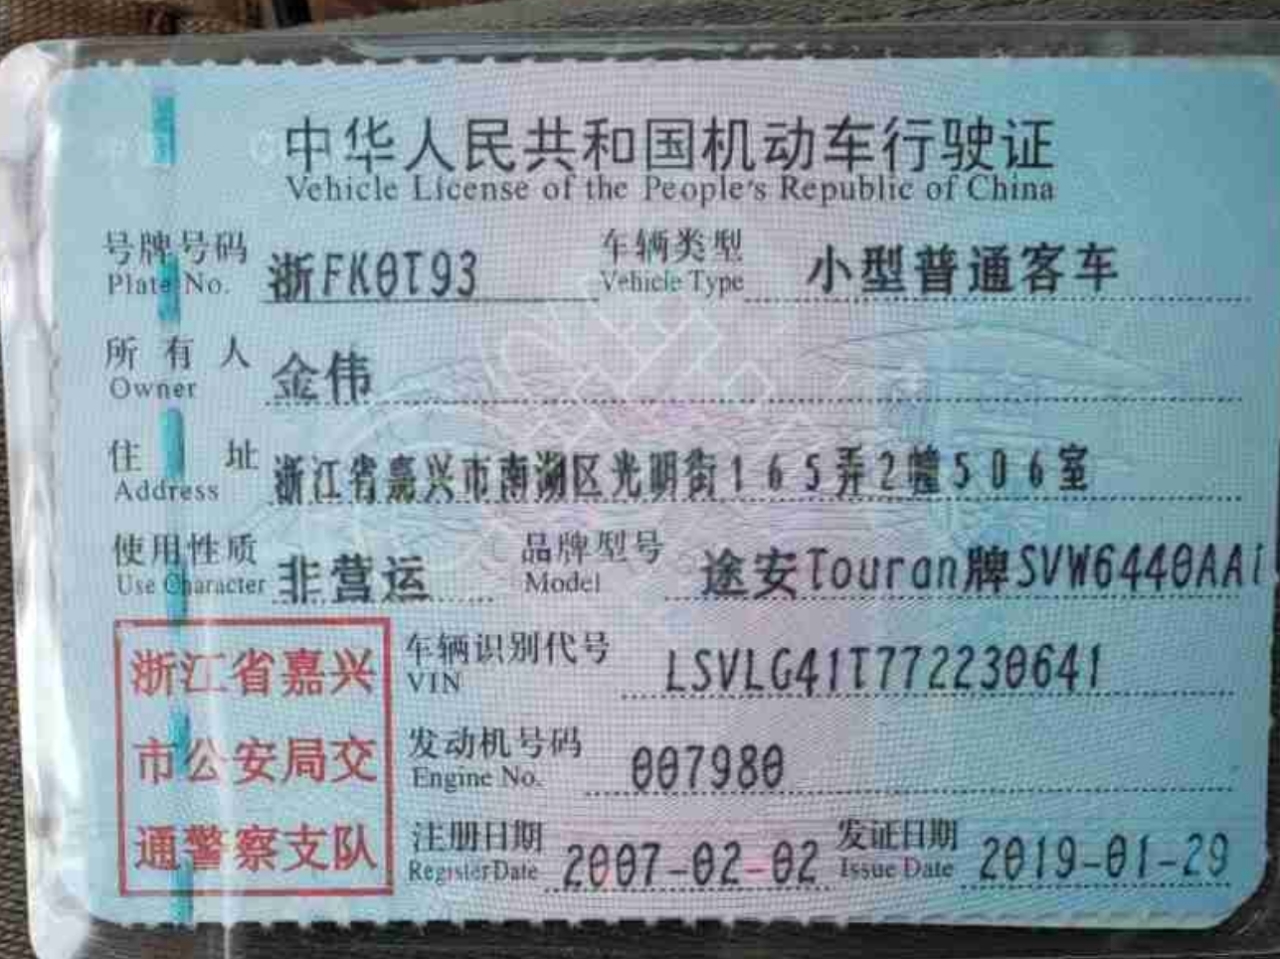 中华人民共和国机动车行驶证
Vehicle License of the People's Republic of China
号牌号码 浙FK0T93 车辆类型 小型普通客车
Plate No. Vehicle Type
所有人 金伟
Owner
住址 浙江省嘉兴市南湖区光明街165弄2幢506室
Address
使用性质 非营运 品牌型号 途安Touran牌SVW6440AAi
Use Character Model
浙江省嘉兴
市公安局交
通警察支队
车辆识别代号 LSVLG41T772230641
VIN
发动机号码 007980
Engine No.
注册日期 2007-02-02 发证日期 2019-01-29
Register Date Issue Date